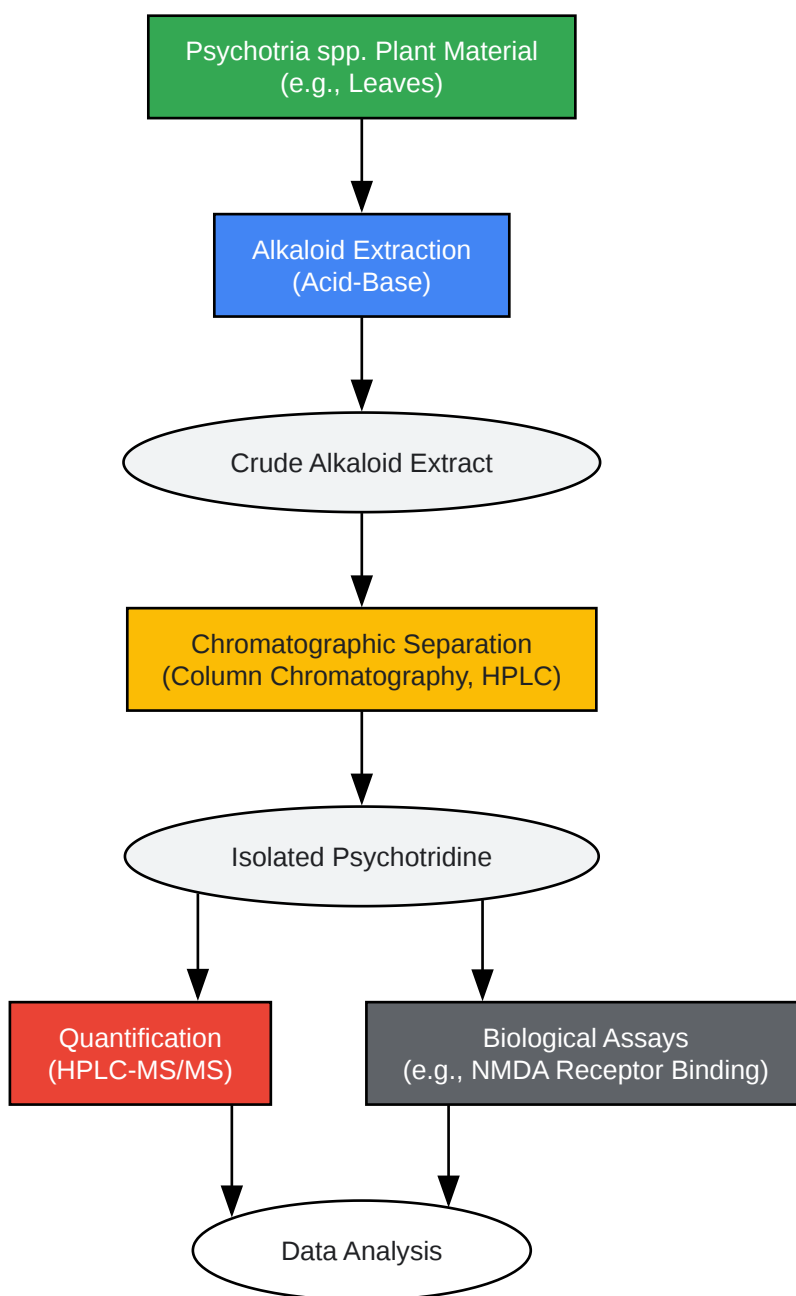 Psychotria spp. Plant Material
(e.g., Leaves)
Alkaloid Extraction
(Acid-Base)
Crude Alkaloid Extract
Chromatographic Separation
(Column Chromatography, HPLC)
Isolated Psychotridine
Quantification
(HPLC-MS/MS)
Biological Assays
(e.g., NMDA Receptor Binding)
Data Analysis